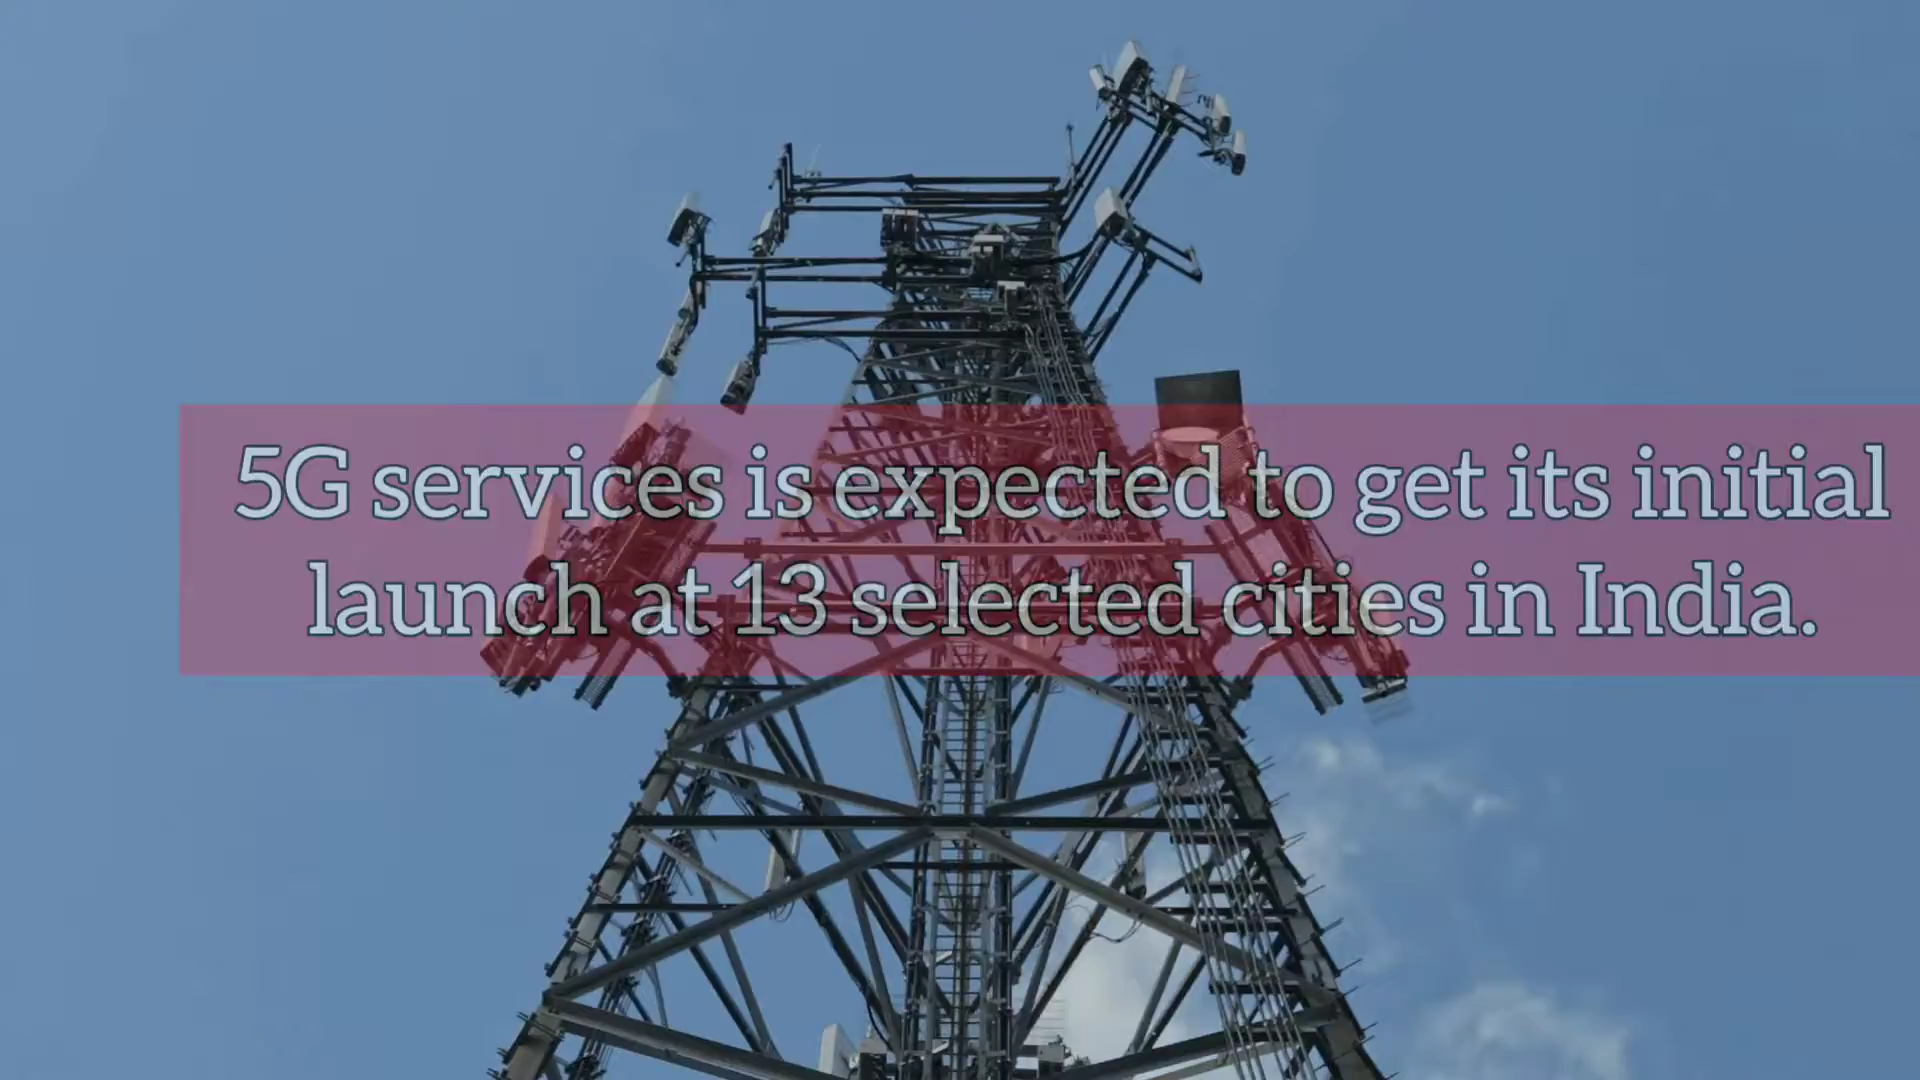 5G services is expected to get its initial
launch at 13 selected cities in India.